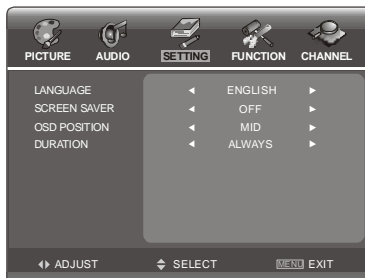 PICTURE AUDIO SETTING FUNCTION CHANNEL
LANGUAGE ENGLISH
SCREEN SAVER OFF
OSD POSITION MID
DURATION ALWAYS
ADJUST SELECT MENU EXIT